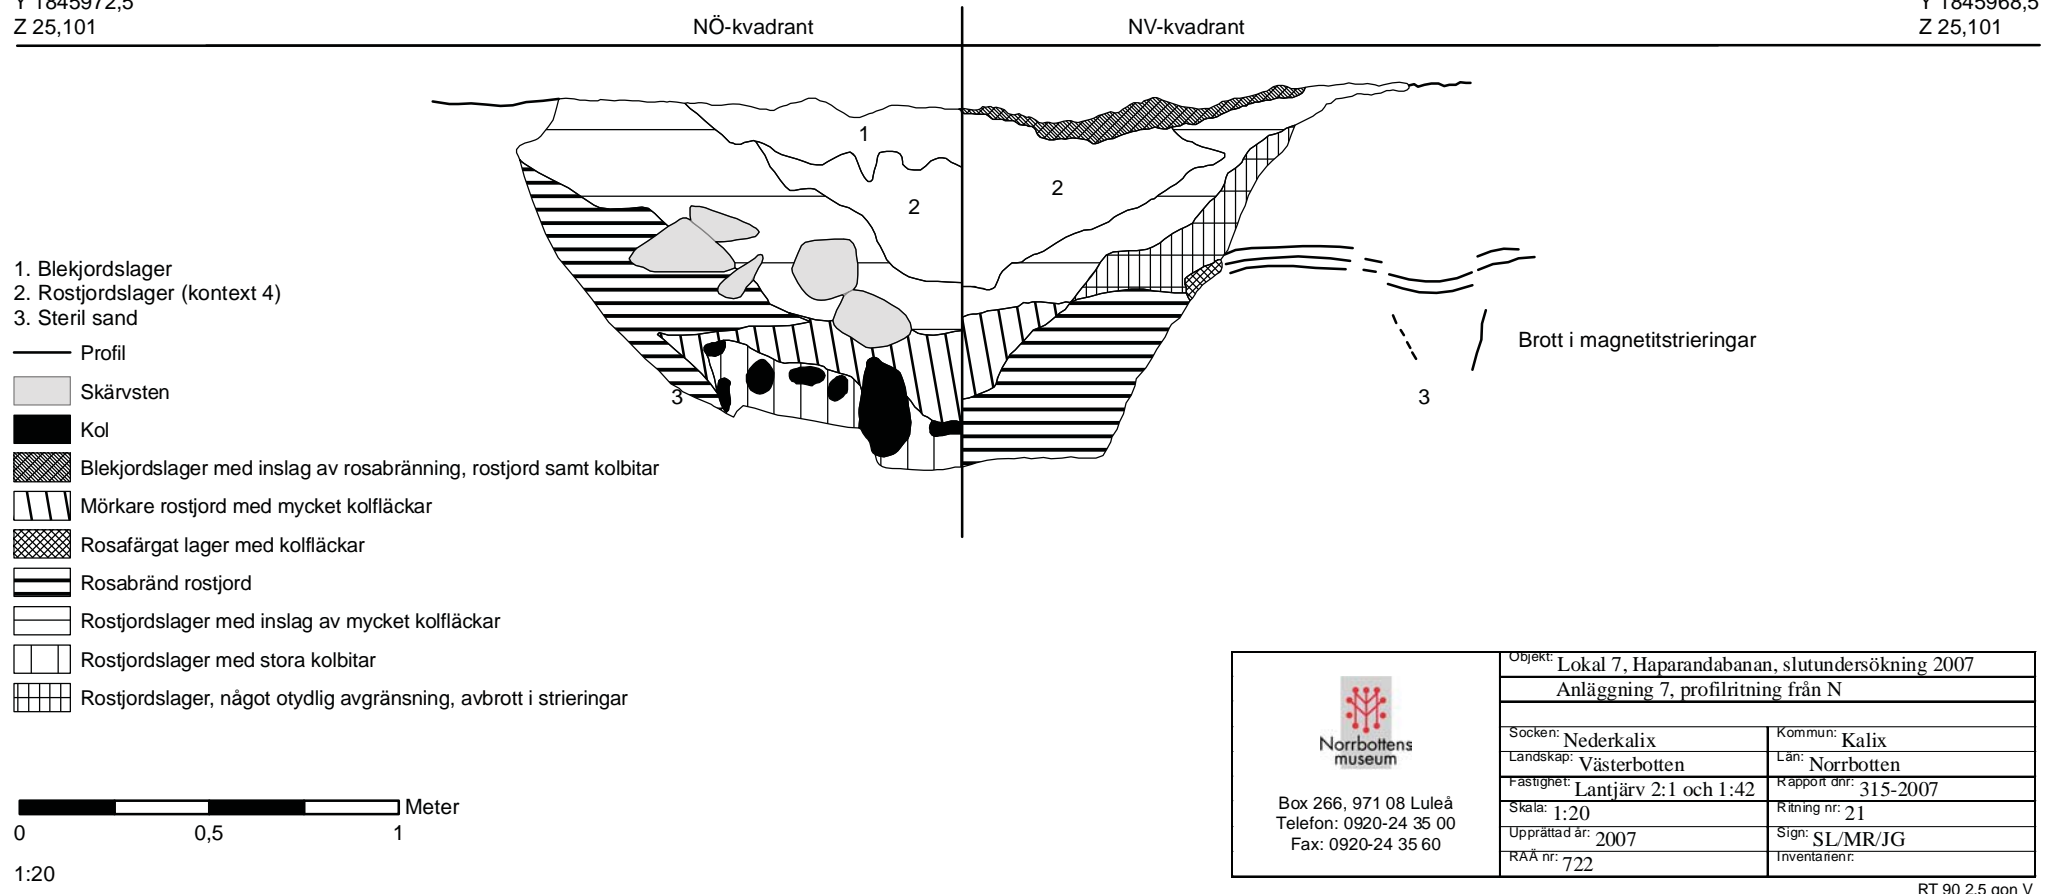 Y 1845972,5
Y 1845968,5
Z 25,101
NÖ-kvadrant
NV-kvadrant
Z 25,101
1
2
2
1. Blekjordslager
2. Rostjordslager (kontext 4)
3. Steril sand
Profil
Skärvsten
Kol
Blekjordslager med inslag av rosabränning, rostjord samt kolbitar
Mörkare rostjord med mycket kolfläckar
Rosafärgat lager med kolfläckar
Rosabränd rostjord
Rostjordslager med inslag av mycket kolfläckar
Rostjordslager med stora kolbitar
Rostjordslager, något otydlig avgränsning, avbrott i strieringar
3
Brott i magnetitstrieringar
3
Meter
0 0,5 1
1:20
Norrbottens
museum
Box 266, 971 08 Luleå
Telefon: 0920-24 35 00
Fax: 0920-24 35 60
Objekt: Lokal 7, Haparandabanan, slutundersökning 2007
Anläggning 7, profilritning från N
Socken: Nederkalix Kommun: Kalix
Landskap: Västerbotten Län: Norrbotten
Fastighet: Lantjärv 2:1 och 1:42 Rapport dnr: 315-2007
Skala: 1:20 Ritning nr: 21
Upprättad år: 2007 Sign: SL/MR/JG
RAÄ nr: 722 Inventarienr:
RT 90 2,5 gon V